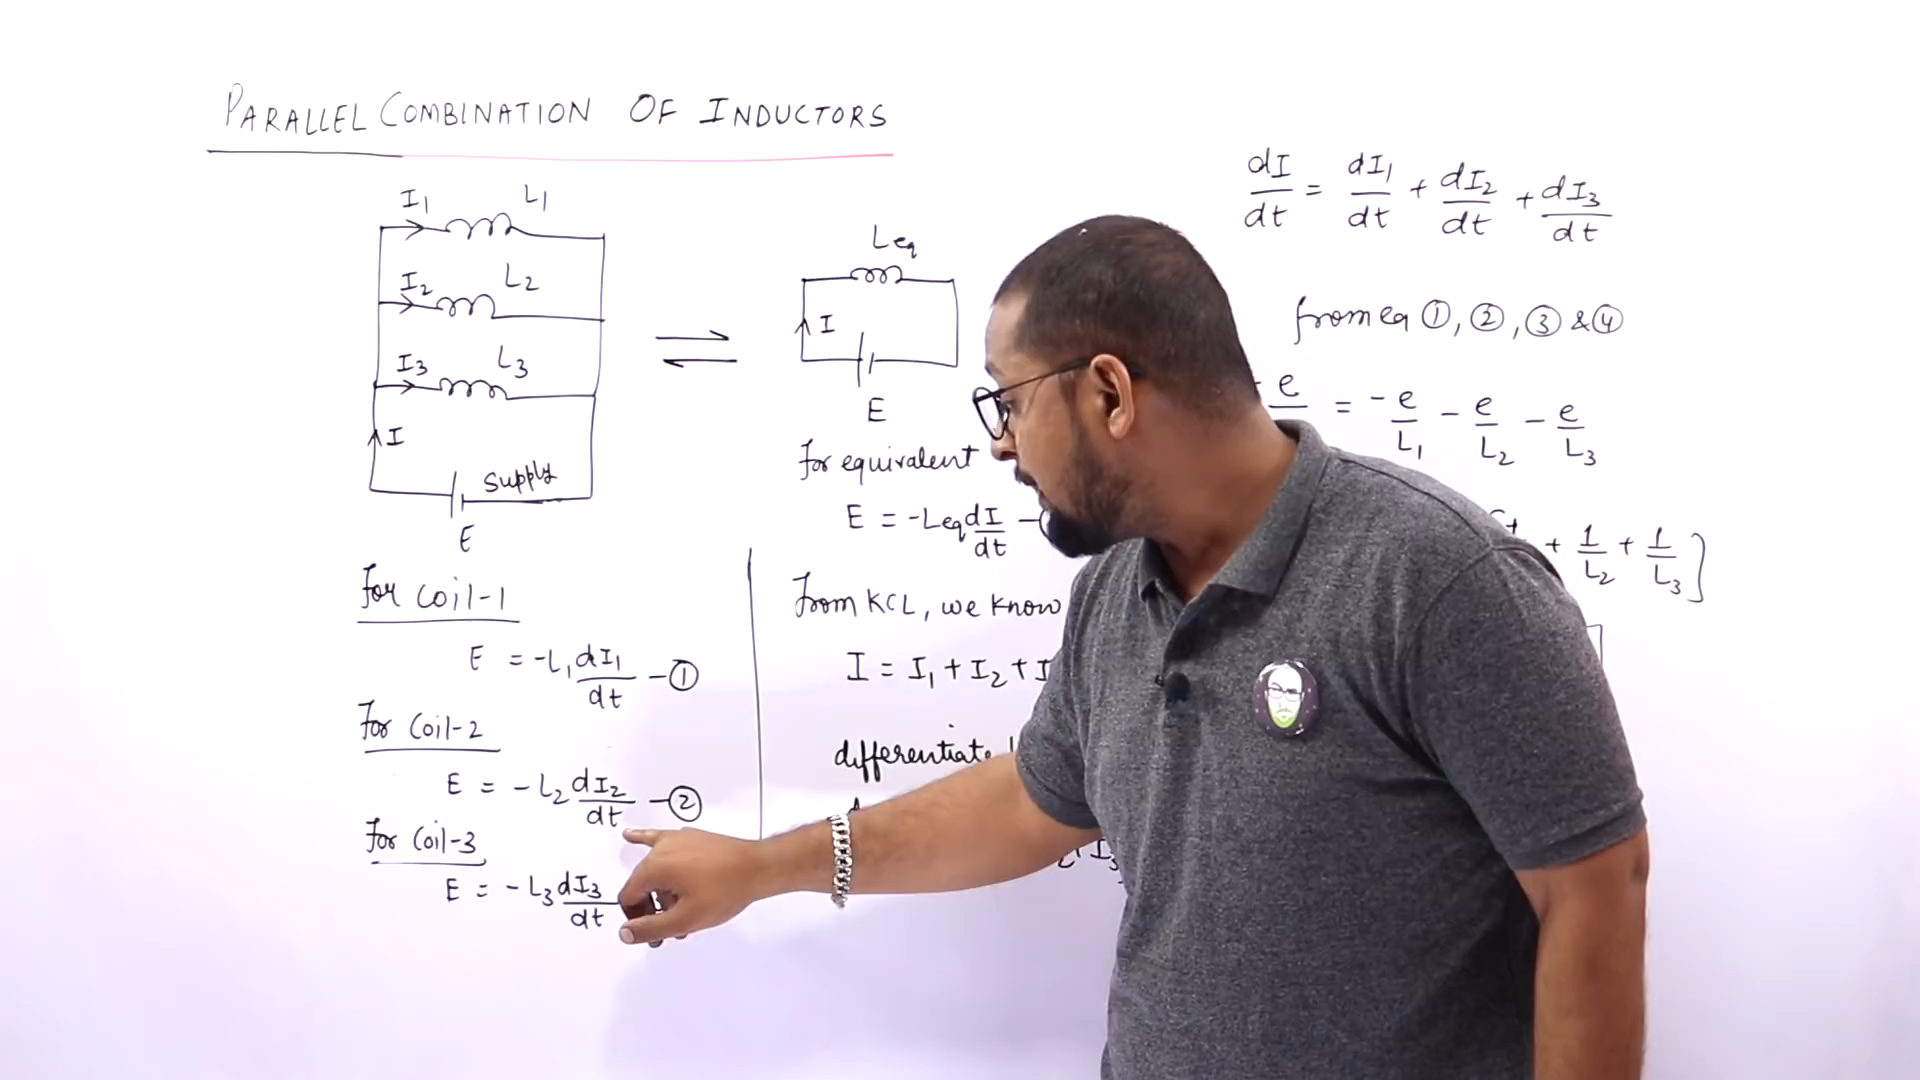 PARALLEL COMBINATION OF INDUCTORS
I1 L1
I2 L2
I3 L3
I
Supply
E
For Coil-1
E = -L1 dI1/dt -①
For Coil-2
E = -L2 dI2/dt -②
For Coil-3
E = -L3 dI3/dt
Leq
I
E
For equivalent
E = -Leq dI/dt -
From KCL, we know
I = I1 + I2 + I
differentiate
dI/dt = dI1/dt + dI2/dt + dI3/dt
from eq ①, ②, ③ & ④
e = -e/L1 - e/L2 - e/L3
+ 1/L2 + 1/L3 ]